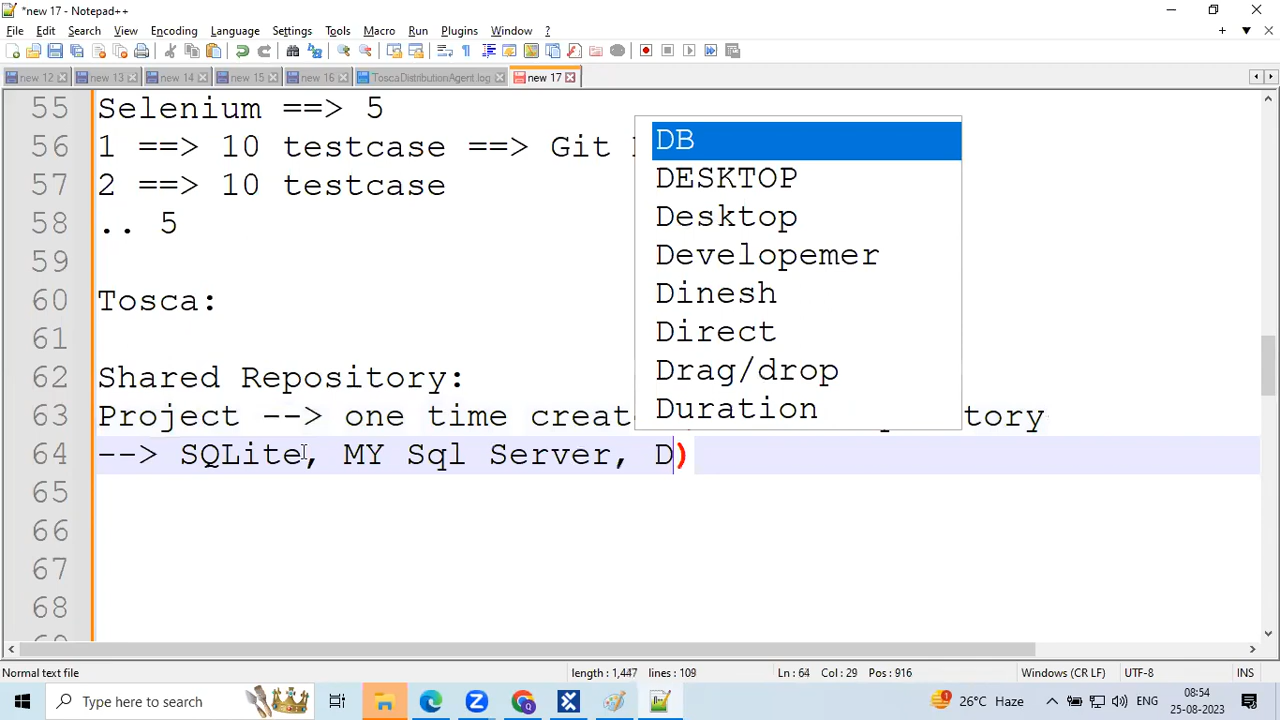 *new 17 - Notepad++
File Edit Search View Encoding Language Settings Tools Macro Run Plugins Window ?
new 12 new 13 new 14 new 15 new 16 ToscaDistributionAgent.log new 17
55 Selenium ==> 5
56 1 ==> 10 testcase ==> Git
57 2 ==> 10 testcase
58 .. 5
59
60 Tosca:
61
62 Shared Repository:
63 Project --> one time creat tory
64 --> SQLite, MY Sql Server, D)
65
66
67
68
DB
DESKTOP
Desktop
Developemer
Dinesh
Direct
Drag/drop
Duration
Normal text file length : 1,447 lines : 109 Ln : 64 Col : 29 Pos : 916 Windows (CR LF) UTF-8 INS
Type here to search 26°C Haze ENG 08:54
25-08-2023